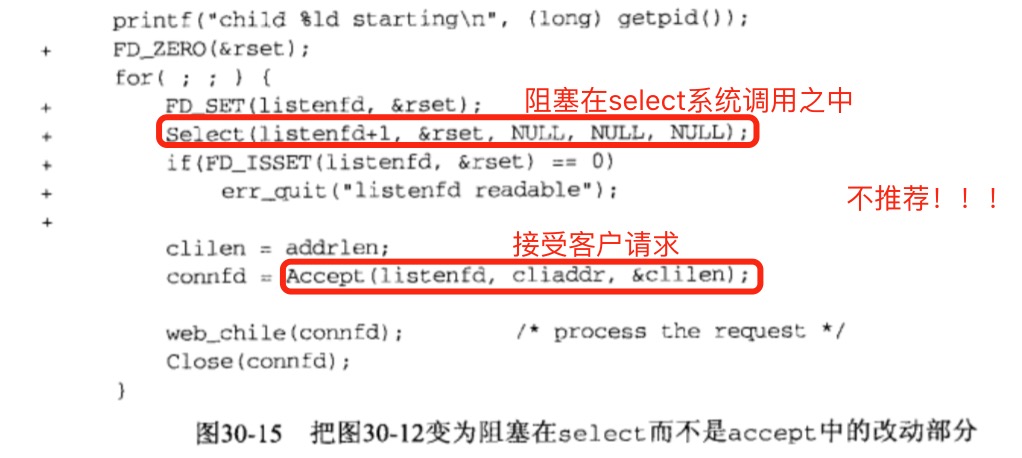 printf("child %ld starting\n", (long) getpid());
+ FD_ZERO(&rset);
for( ; ; ) {
+ FD_SET(listenfd, &rset); 阻塞在select系统调用之中
+ Select(listenfd+1, &rset, NULL, NULL, NULL);
+ if(FD_ISSET(listenfd, &rset) == 0)
+ err_quit("listenfd readable"); 不推荐！！！
+
clilen = addrlen; 接受客户请求
connfd = Accept(listenfd, cliaddr, &clilen);
web_chile(connfd); /* process the request */
Close(connfd);
}
图30-15 把图30-12变为阻塞在select而不是accept中的改动部分